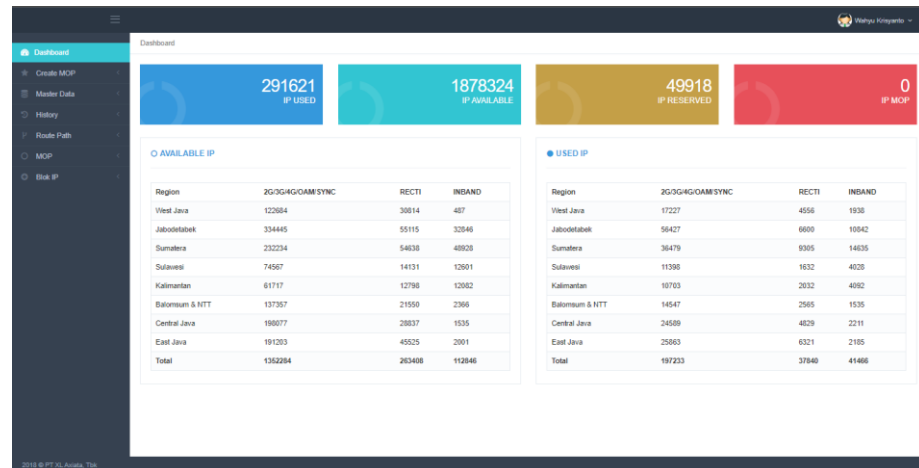 Wahyu Krisyanto
Dashboard
Dashboard
Create MOP
Master Data
History
Route Path
MOP
Blok IP
291621
IP USED
1878324
IP AVAILABLE
49918
IP RESERVED
0
IP MOP
AVAILABLE IP
Region 2G/3G/4G/OAM/SYNC RECTI INBAND
West Java 122684 30814 487
Jabodetabek 334445 55115 32846
Sumatera 232234 54638 48928
Sulawesi 74567 14131 12601
Kalimantan 61717 12798 12082
Balomsum & NTT 137357 21550 2366
Central Java 198077 28837 1535
East Java 191203 45525 2001
Total 1352284 263408 112846
USED IP
Region 2G/3G/4G/OAM/SYNC RECTI INBAND
West Java 17227 4556 1938
Jabodetabek 56427 6600 10842
Sumatera 36479 9305 14635
Sulawesi 11398 1632 4028
Kalimantan 10703 2032 4092
Balomsum & NTT 14547 2565 1535
Central Java 24589 4829 2211
East Java 25863 6321 2185
Total 197233 37840 41466
2018 © PT XL Axiata, Tbk